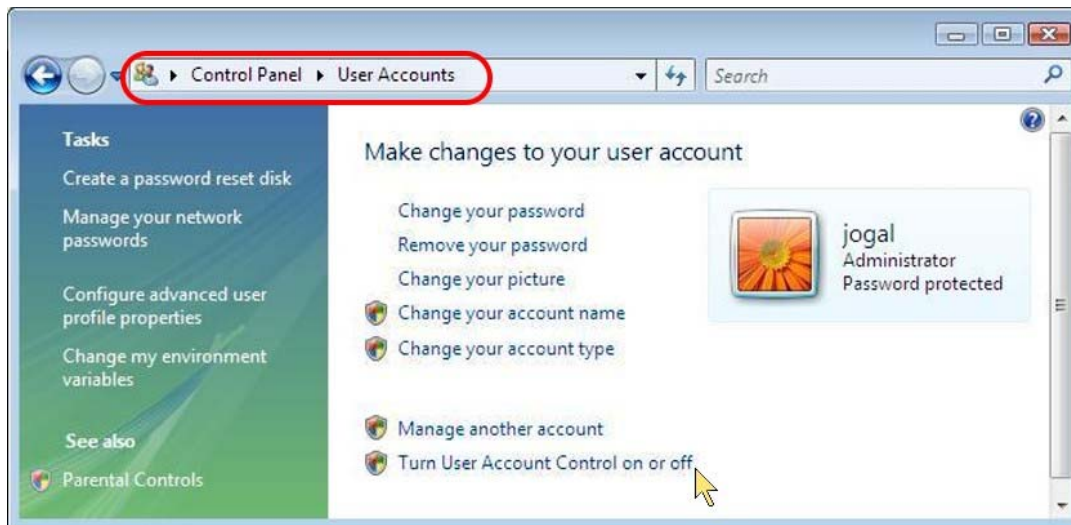 Control Panel ▸ User Accounts
Search
Tasks
Create a password reset disk
Manage your network
passwords
Configure advanced user
profile properties
Change my environment
variables
See also
Parental Controls
Make changes to your user account
Change your password
Remove your password
Change your picture
Change your account name
Change your account type
Manage another account
Turn User Account Control on or off
jogal
Administrator
Password protected